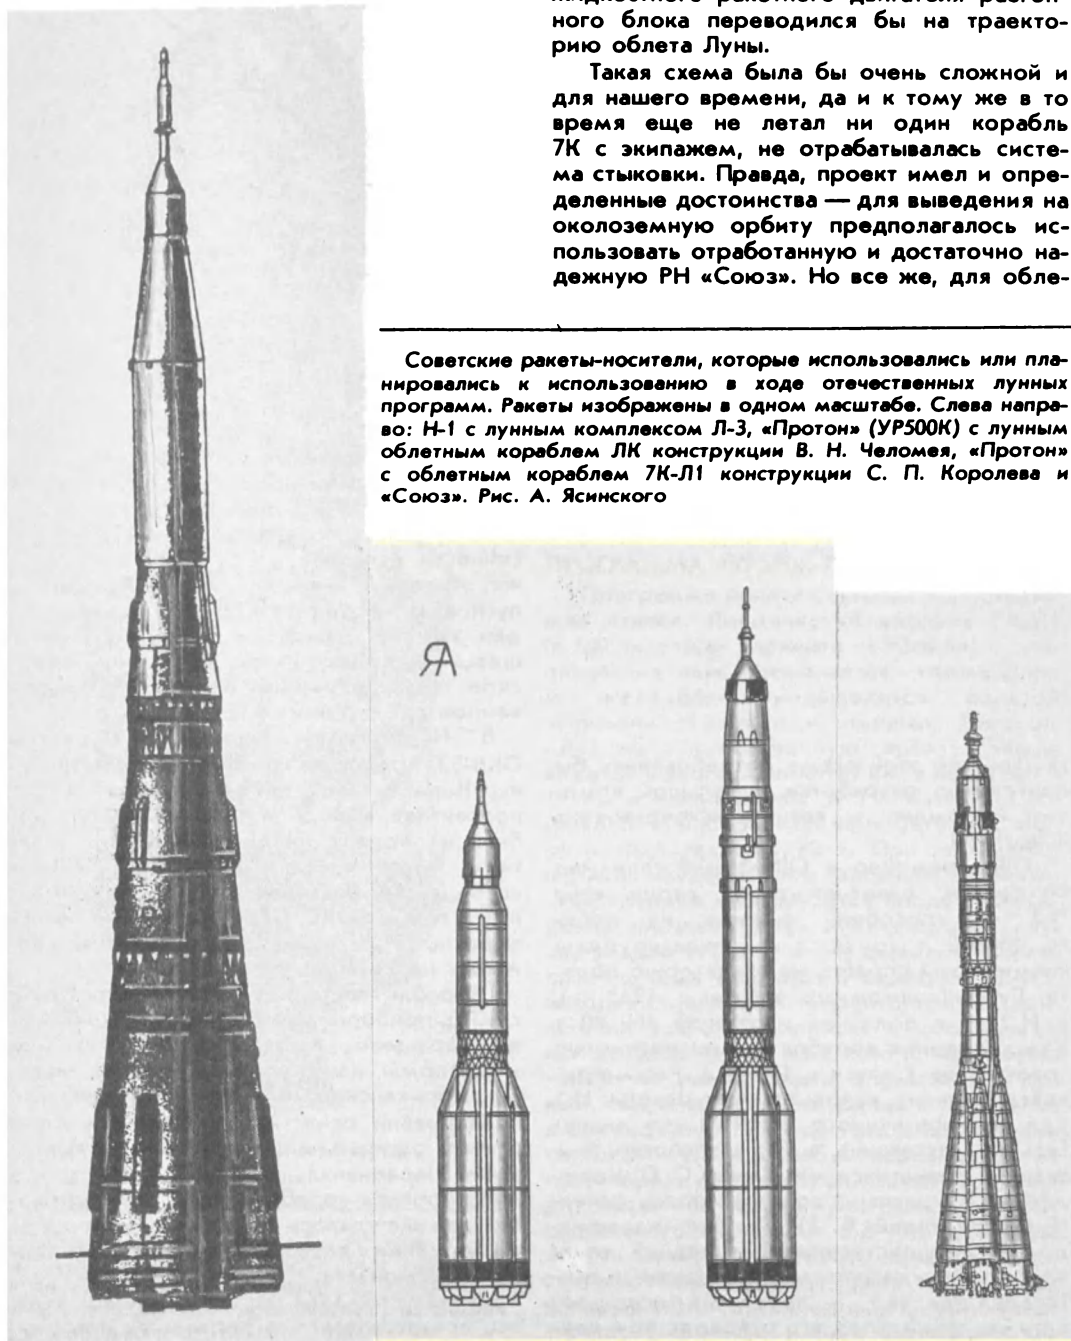 ного блока переводился бы на траекто-
рию облета Луны.
Такая схема была бы очень сложной и
для нашего времени, да и к тому же в то
время еще не летал ни один корабль
7К с экипажем, не отрабатывалась систе-
ма стыковки. Правда, проект имел и опре-
деленные достоинства — для выведения на
околоземную орбиту предполагалось ис-
пользовать отработанную и достаточно на-
дежную РН «Союз». Но все же, для обле-
Советские ракеты-носители, которые использовались или пла-
нировались к использованию в ходе отечественных лунных
программ. Ракеты изображены в одном масштабе. Слева напра-
во: Н-1 с лунным комплексом Л-3, «Протон» (УР500К) с лунным
облетным кораблем ЛК конструкции В. Н. Челомея, «Протон»
с облетным кораблем 7К-Л1 конструкции С. П. Королева и
«Союз». Рис. А. Ясинского